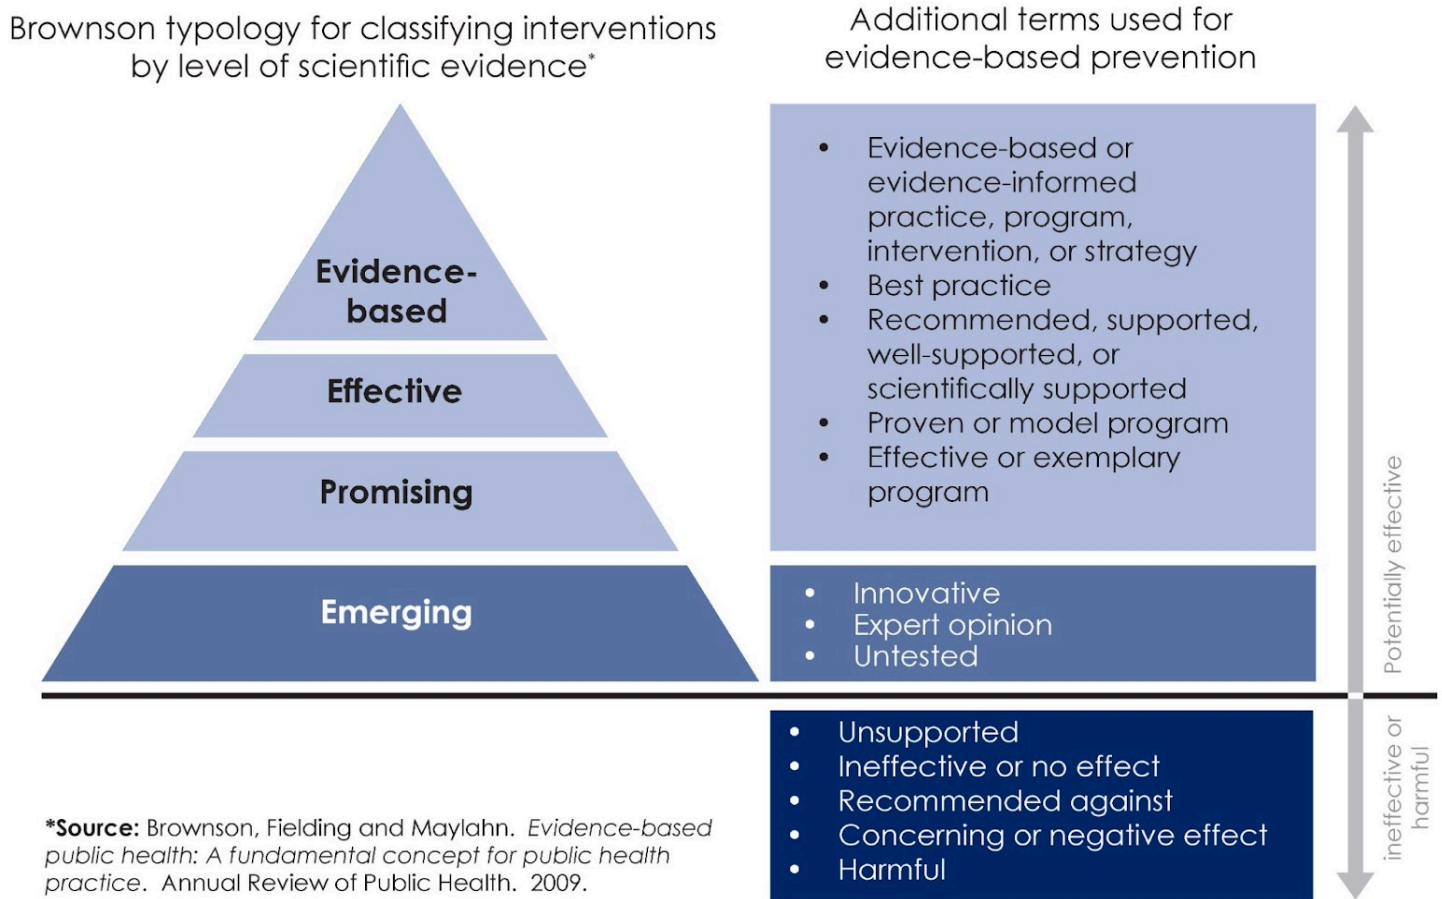 Brownson typology for classifying interventions
by level of scientific evidence*
Evidence-
based
Effective
Promising
Emerging
Additional terms used for
evidence-based prevention
• Evidence-based or
evidence-informed
practice, program,
intervention, or strategy
• Best practice
• Recommended, supported,
well-supported, or
scientifically supported
• Proven or model program
• Effective or exemplary
program
• Innovative
• Expert opinion
• Untested
• Unsupported
• Ineffective or no effect
• Recommended against
• Concerning or negative effect
• Harmful
Potentially effective
ineffective or
harmful
*Source: Brownson, Fielding and Maylahn. Evidence-based
public health: A fundamental concept for public health
practice. Annual Review of Public Health. 2009.